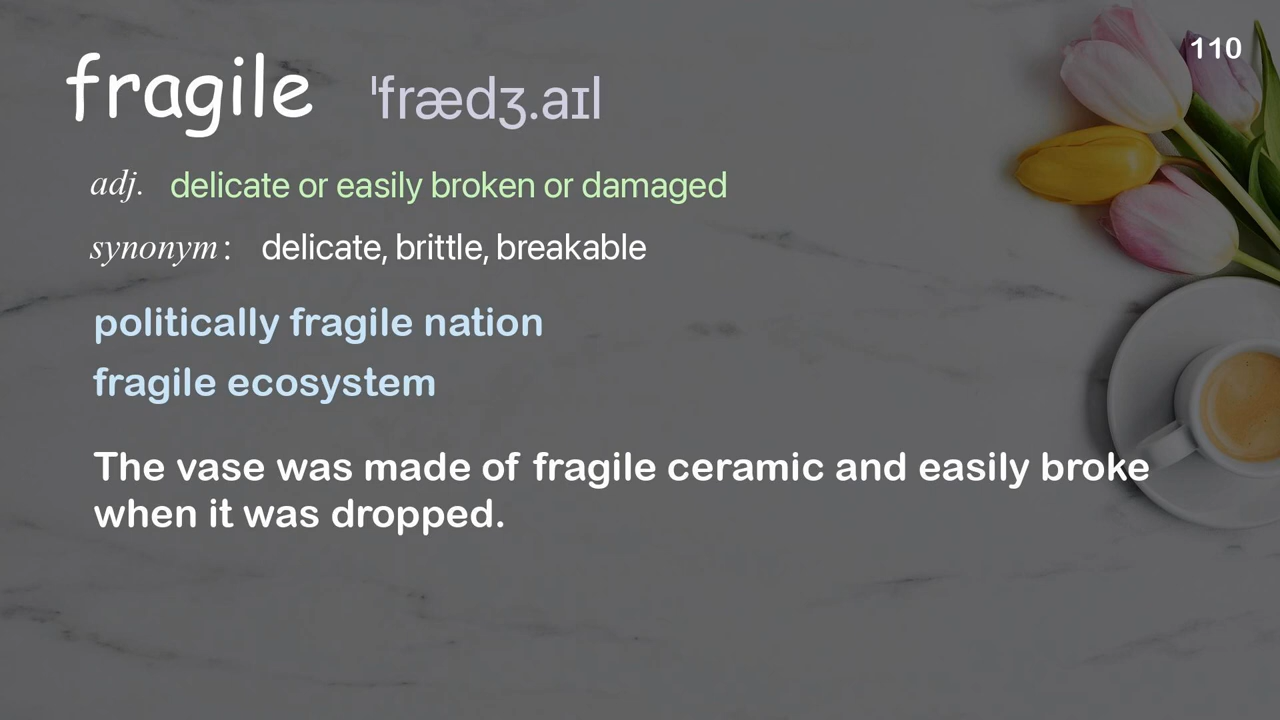 110
fragile ˈfrædʒ.aɪl
adj. delicate or easily broken or damaged
synonym: delicate, brittle, breakable
politically fragile nation
fragile ecosystem
The vase was made of fragile ceramic and easily broke
when it was dropped.